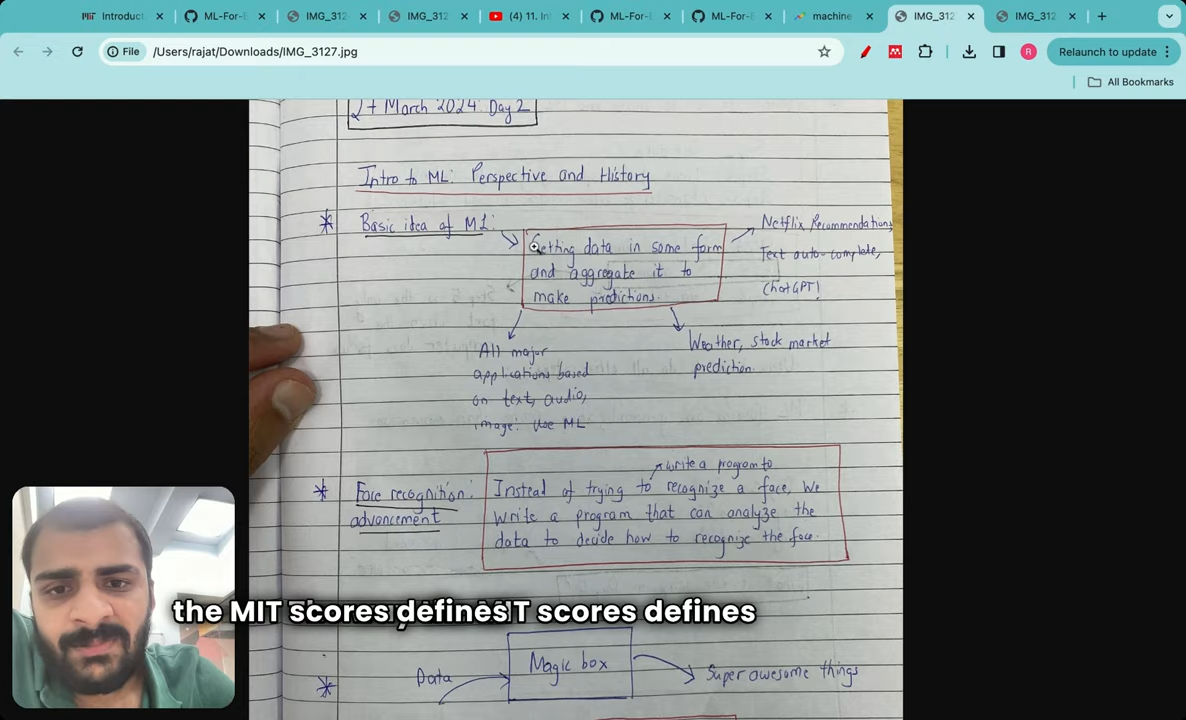 MIT Introduct
ML-For-B
IMG_312
IMG_312
(4) 11. In
ML-For-B
ML-For-B
machine
IMG_312
IMG_312
File
/Users/rajat/Downloads/IMG_3127.jpg
R
Relaunch to update
All Bookmarks
27 March 2024 Day 2
Intro to ML: Perspective and History
Basic idea of ML:
Getting data in some form
and aggregate it to
make predictions.
Netflix Recommendations,
Text auto-complete,
ChatGPT!
All major
applications based
on text, audio,
image: Use ML
Weather, stock market
prediction.
Face recognition:
advancement
write a program to
Instead of trying to recognize a face, We
write a program that can analyze the
data to decide how to recognize the face.
the MIT scores defines T scores defines
Data
Magic box
Super awesome things